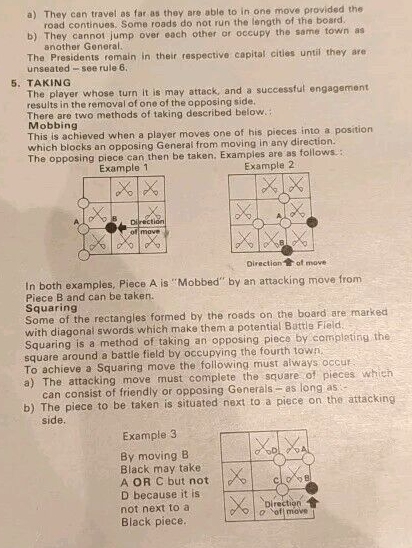 a) They can travel as far as they are able to in one move provided the
road continues. Some roads do not run the length of the board.
b) They cannot jump over each other or occupy the same town as
another General.
The Presidents remain in their respective capital cities until they are
unseated – see rule 6.
5. TAKING
The player whose turn it is may attack, and a successful engagement
results in the removal of one of the opposing side.
There are two methods of taking described below. :
Mobbing
This is achieved when a player moves one of his pieces into a position
which blocks an opposing General from moving in any direction.
The opposing piece can then be taken. Examples are as follows. :
Example 1
Example 2
A
B
Direction
of move
A
B
Direction of move
In both examples, Piece A is "Mobbed" by an attacking move from
Piece B and can be taken.
Squaring
Some of the rectangles formed by the roads on the board are marked
with diagonal swords which make them a potential Battle Field.
Squaring is a method of taking an opposing piece by completing the
square around a battle field by occupying the fourth town.
To achieve a Squaring move the following must always occur.
a) The attacking move must complete the square of pieces which
can consist of friendly or opposing Generals – as long as :-
b) The piece to be taken is situated next to a piece on the attacking
side.
Example 3
By moving B
Black may take
A OR C but not
D because it is
not next to a
Black piece.
D
A
C
B
Direction
of move